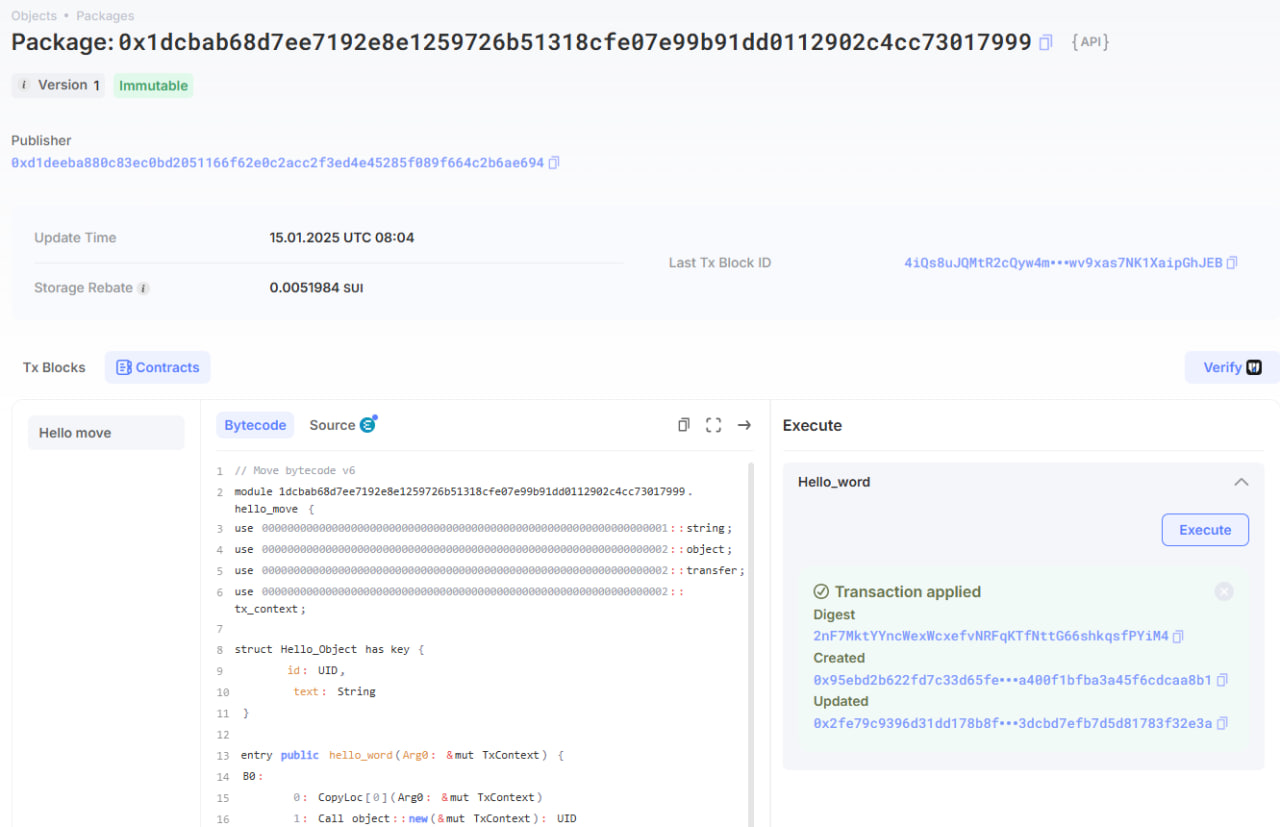 Objects • Packages
Package: 0x1dcbab68d7ee7192e8e1259726b51318cfe07e99b91dd0112902c4cc73017999 {API}
i Version 1 Immutable
Publisher
0xd1deeba880c83ec0bd2051166f62e0c2acc2f3ed4e45285f089f664c2b6ae694
Update Time 15.01.2025 UTC 08:04
Last Tx Block ID 4iQs8uJQMtR2cQyw4m•••wv9xas7NK1XaipGhJEB
Storage Rebate i 0.0051984 SUI
Tx Blocks Contracts Verify
Hello move
Bytecode Source
1 // Move bytecode v6
2 module 1dcbab68d7ee7192e8e1259726b51318cfe07e99b91dd0112902c4cc73017999.
hello_move {
3 use 0000000000000000000000000000000000000000000000000000000000000001::string;
4 use 0000000000000000000000000000000000000000000000000000000000000002::object;
5 use 0000000000000000000000000000000000000000000000000000000000000002::transfer;
6 use 0000000000000000000000000000000000000000000000000000000000000002::
tx_context;
7
8 struct Hello_Object has key {
9 id: UID,
10 text: String
11 }
12
13 entry public hello_word(Arg0: &mut TxContext) {
14 B0:
15 0: CopyLoc[0](Arg0: &mut TxContext)
16 1: Call object::new(&mut TxContext): UID
Execute
Hello_word
Execute
Transaction applied
Digest
2nF7MktYYncWexWcxefvNRFqKTfNttG66shkqsfPYiM4
Created
0x95ebd2b622fd7c33d65fe•••a400f1bfba3a45f6cdcaa8b1
Updated
0x2fe79c9396d31dd178b8f•••3dcbd7efb7d5d81783f32e3a